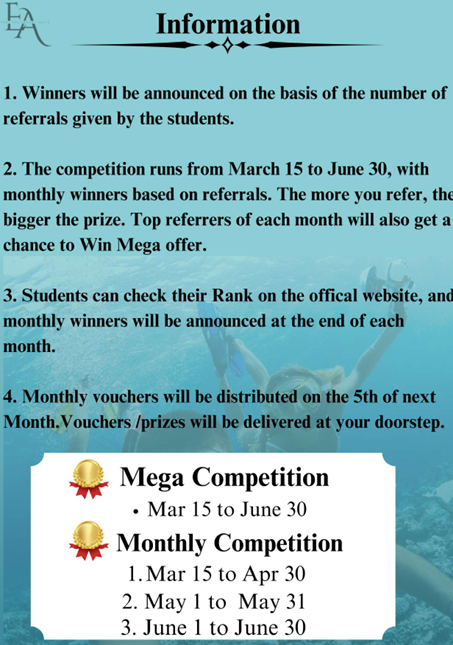 EA
Information
1. Winners will be announced on the basis of the number of
referrals given by the students.
2. The competition runs from March 15 to June 30, with
monthly winners based on referrals. The more you refer, the
bigger the prize. Top referrers of each month will also get a
chance to Win Mega offer.
3. Students can check their Rank on the offical website, and
monthly winners will be announced at the end of each
month.
4. Monthly vouchers will be distributed on the 5th of next
Month.Vouchers /prizes will be delivered at your doorstep.
Mega Competition
• Mar 15 to June 30
Monthly Competition
1. Mar 15 to Apr 30
2. May 1 to May 31
3. June 1 to June 30